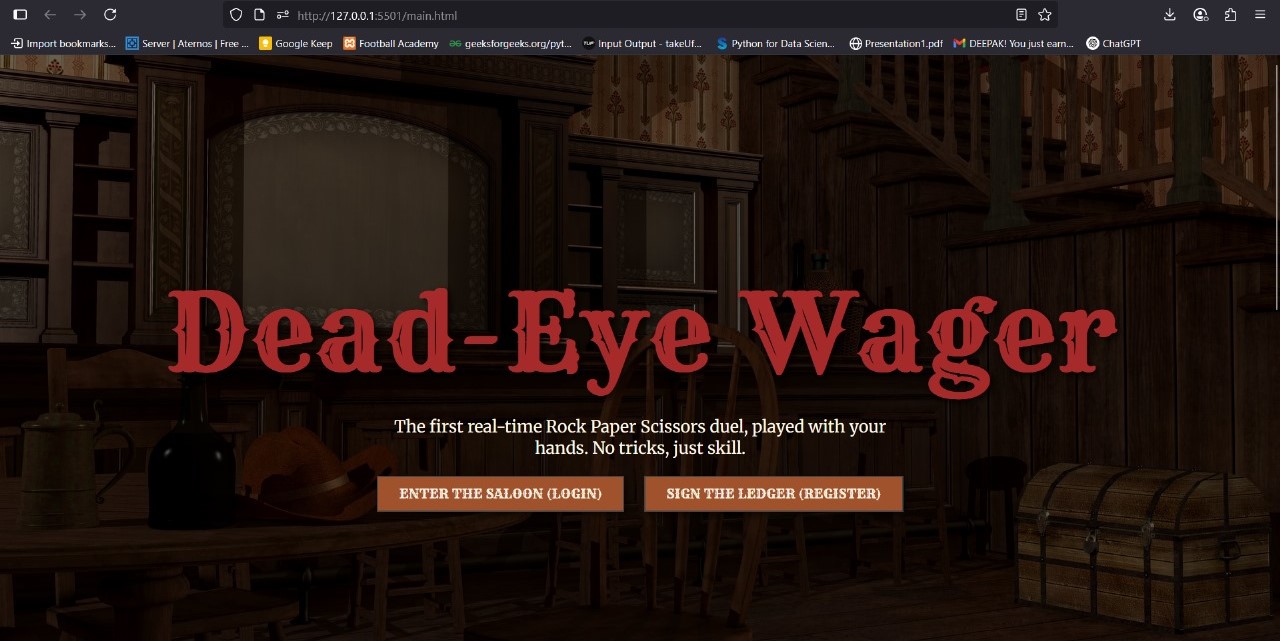 http://127.0.0.1:5501/main.html
Import bookmarks... Server | Aternos | Free ... Google Keep Football Academy geeksforgeeks.org/pyt... Input Output - takeUf... Python for Data Scien... Presentation1.pdf DEEPAK! You just earn... ChatGPT
Dead-Eye Wager
The first real-time Rock Paper Scissors duel, played with your
hands. No tricks, just skill.
ENTER THE SALOON (LOGIN) SIGN THE LEDGER (REGISTER)